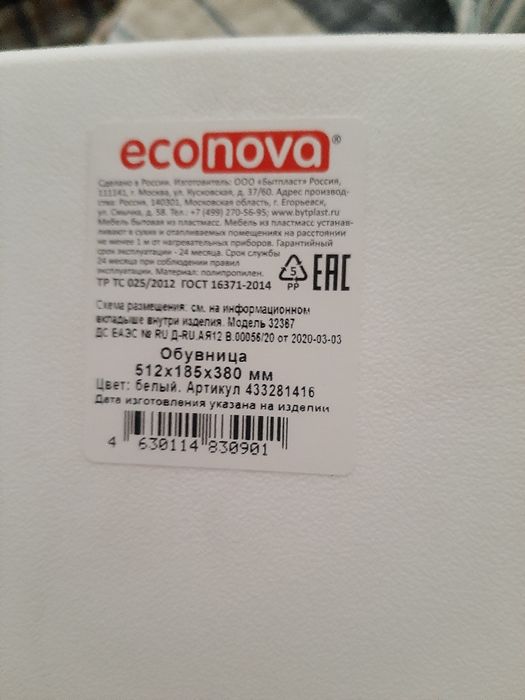 econova®
Сделано в России. Изготовитель: ООО «Бытпласт» Россия,
111141, г. Москва, ул. Кусковская, д. 37/60. Адрес производ-
ства: Россия, 140301, Московская область, г. Егорьевск,
ул. Смычка, д. 58. Тел.: +7 (499) 270-56-95; www.bytplast.ru
Мебель бытовая из пластмасс. Мебель из пластмасс устанав-
ливают в сухих и отапливаемых помещениях на расстоянии
не менее 1 м от нагревательных приборов. Гарантийный
срок эксплуатации - 24 месяца. Срок службы
24 месяца при соблюдении правил
эксплуатации. Материал: полипропилен.
5
PP
EAC
ТР ТС 025/2012 ГОСТ 16371-2014
Схема размещения: см. на информационном
вкладыше внутри изделия. Модель 32367
ДС ЕАЭС № RU Д-RU.АЯ12 В.00056/20 от 2020-03-03
Обувница
512x185x380 мм
Цвет: белый. Артикул 433281416
Дата изготовления указана на изделии
4 630114 830901